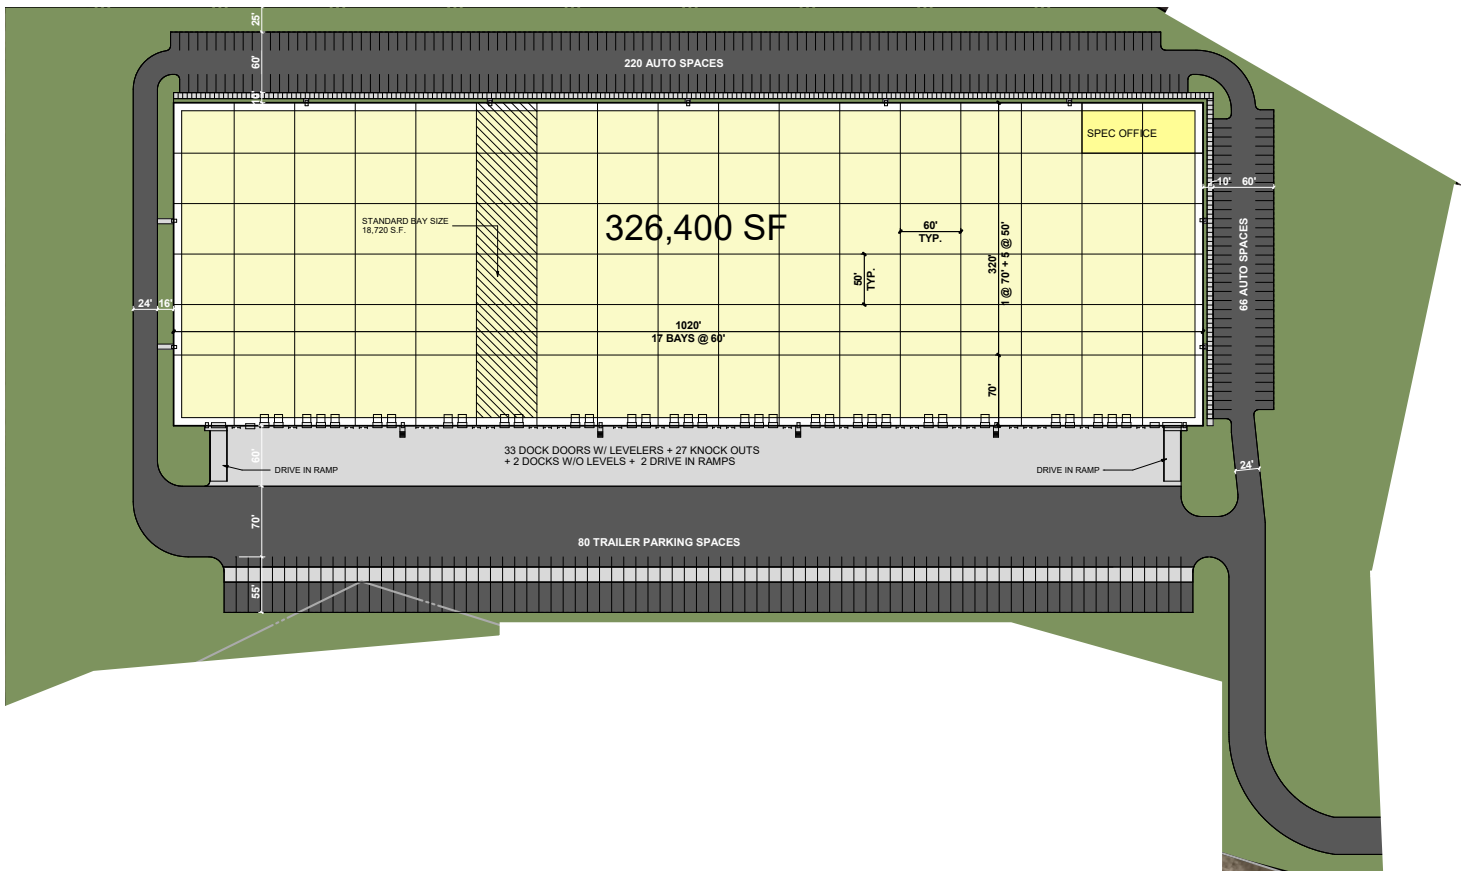 25'
60'
220 AUTO SPACES
10'
SPEC OFFICE
10' 60'
STANDARD BAY SIZE
18,720 S.F.
326,400 SF
60'
TYP.
50'
TYP.
320'
1 @ 70' + 5 @ 50'
66 AUTO SPACES
24' 16'
1020'
17 BAYS @ 60'
70'
60'
33 DOCK DOORS W/ LEVELERS + 27 KNOCK OUTS
+ 2 DOCKS W/O LEVELS + 2 DRIVE IN RAMPS
DRIVE IN RAMP
DRIVE IN RAMP
24'
70'
80 TRAILER PARKING SPACES
55'